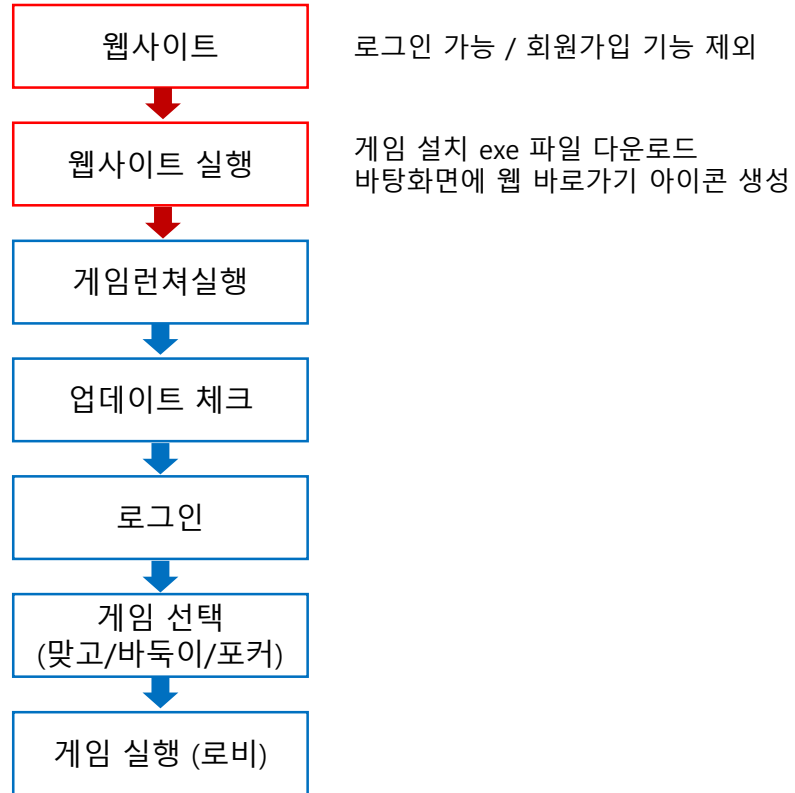 웹사이트
로그인 가능 / 회원가입 기능 제외
웹사이트 실행
게임 설치 exe 파일 다운로드
바탕화면에 웹 바로가기 아이콘 생성
게임런쳐실행
업데이트 체크
로그인
게임 선택
(맞고/바둑이/포커)
게임 실행 (로비)